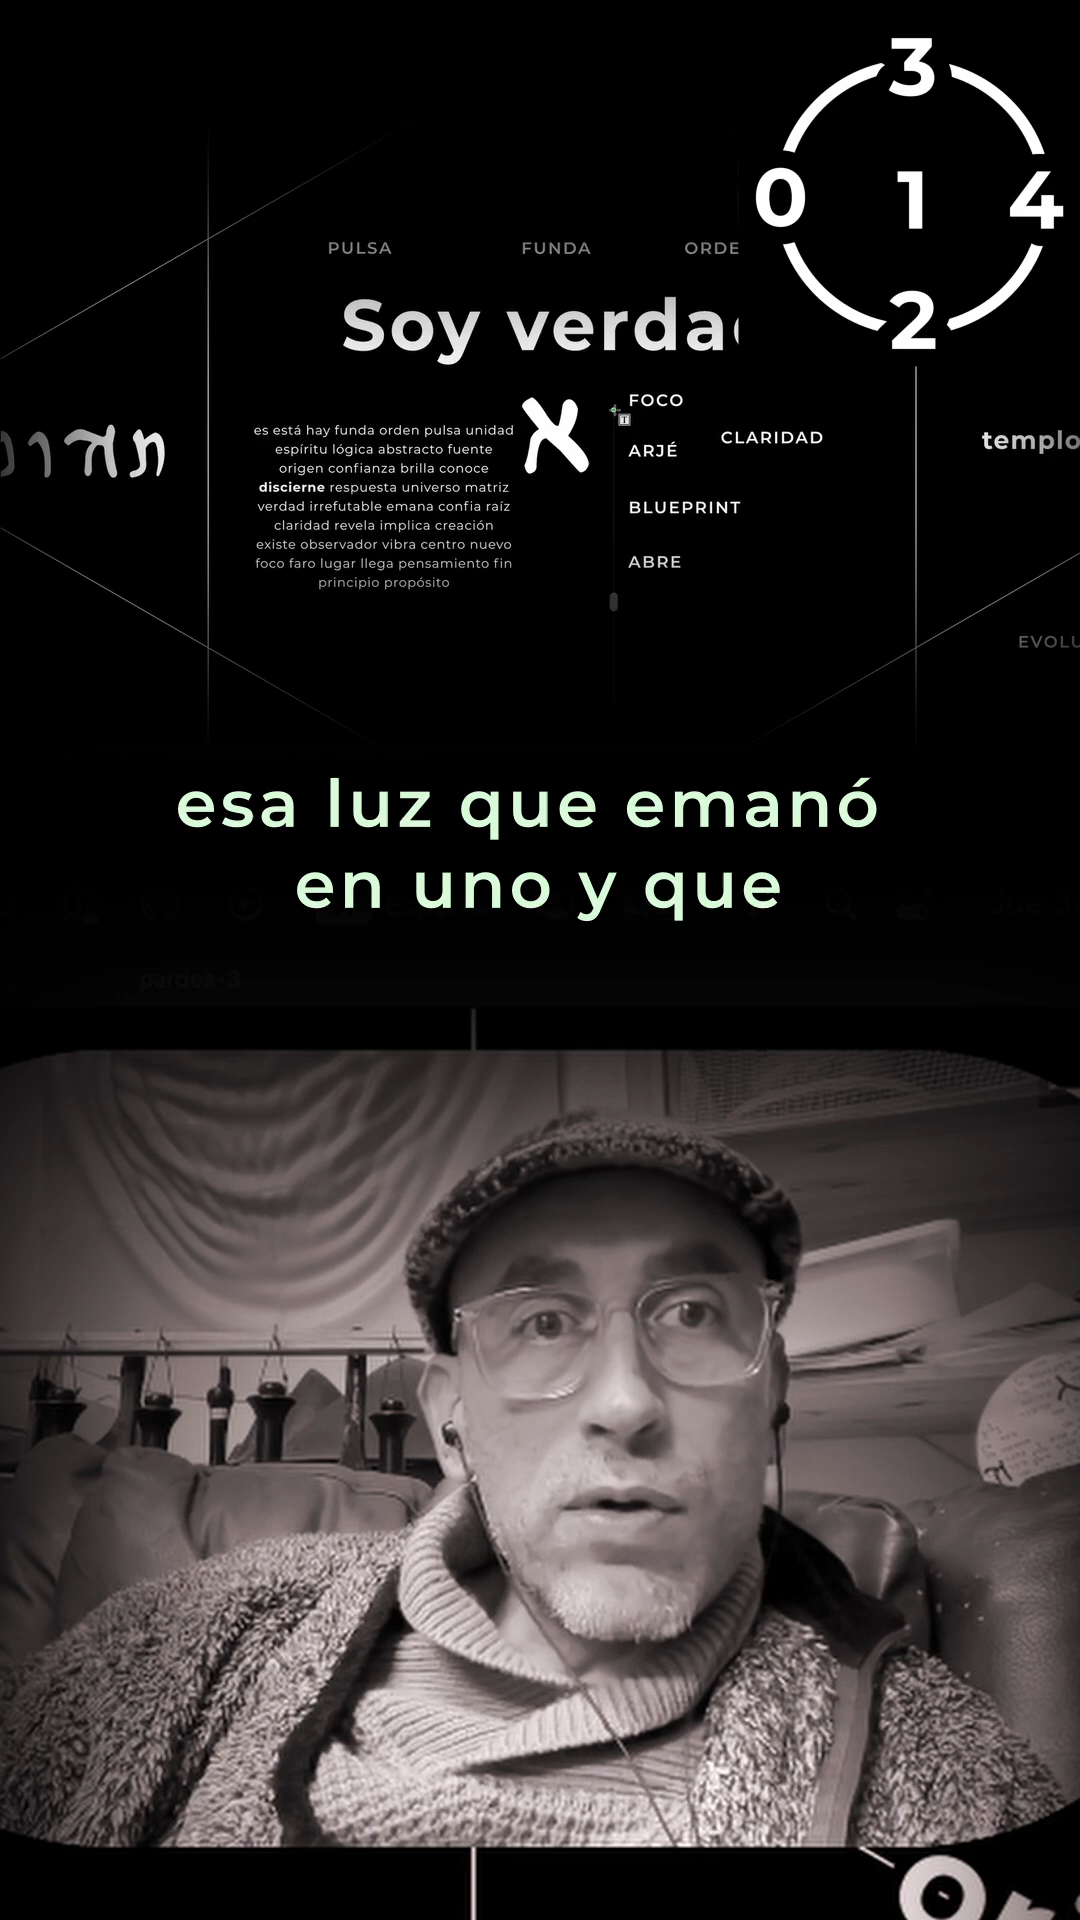 3
0 1 4
2
PULSA FUNDA ORDE
Soy verdad
א
FOCO
CLARIDAD
ARJÉ
BLUEPRINT
ABRE
es está hay funda orden pulsa unidad
espíritu lógica abstracto fuente
origen confianza brilla conoce
discierne respuesta universo matriz
verdad irrefutable emana confia raíz
claridad revela implica creación
existe observador vibra centro nuevo
foco faro lugar llega pensamiento fin
principio propósito
templo
EVOLU
esa luz que emanó
en uno y que
pardes-3
Or